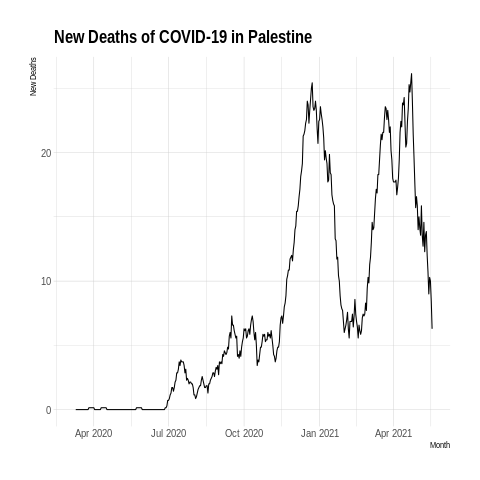 New Deaths of COVID-19 in Palestine
New Deaths
20
10
0
Apr 2020 Jul 2020 Oct 2020 Jan 2021 Apr 2021
Month